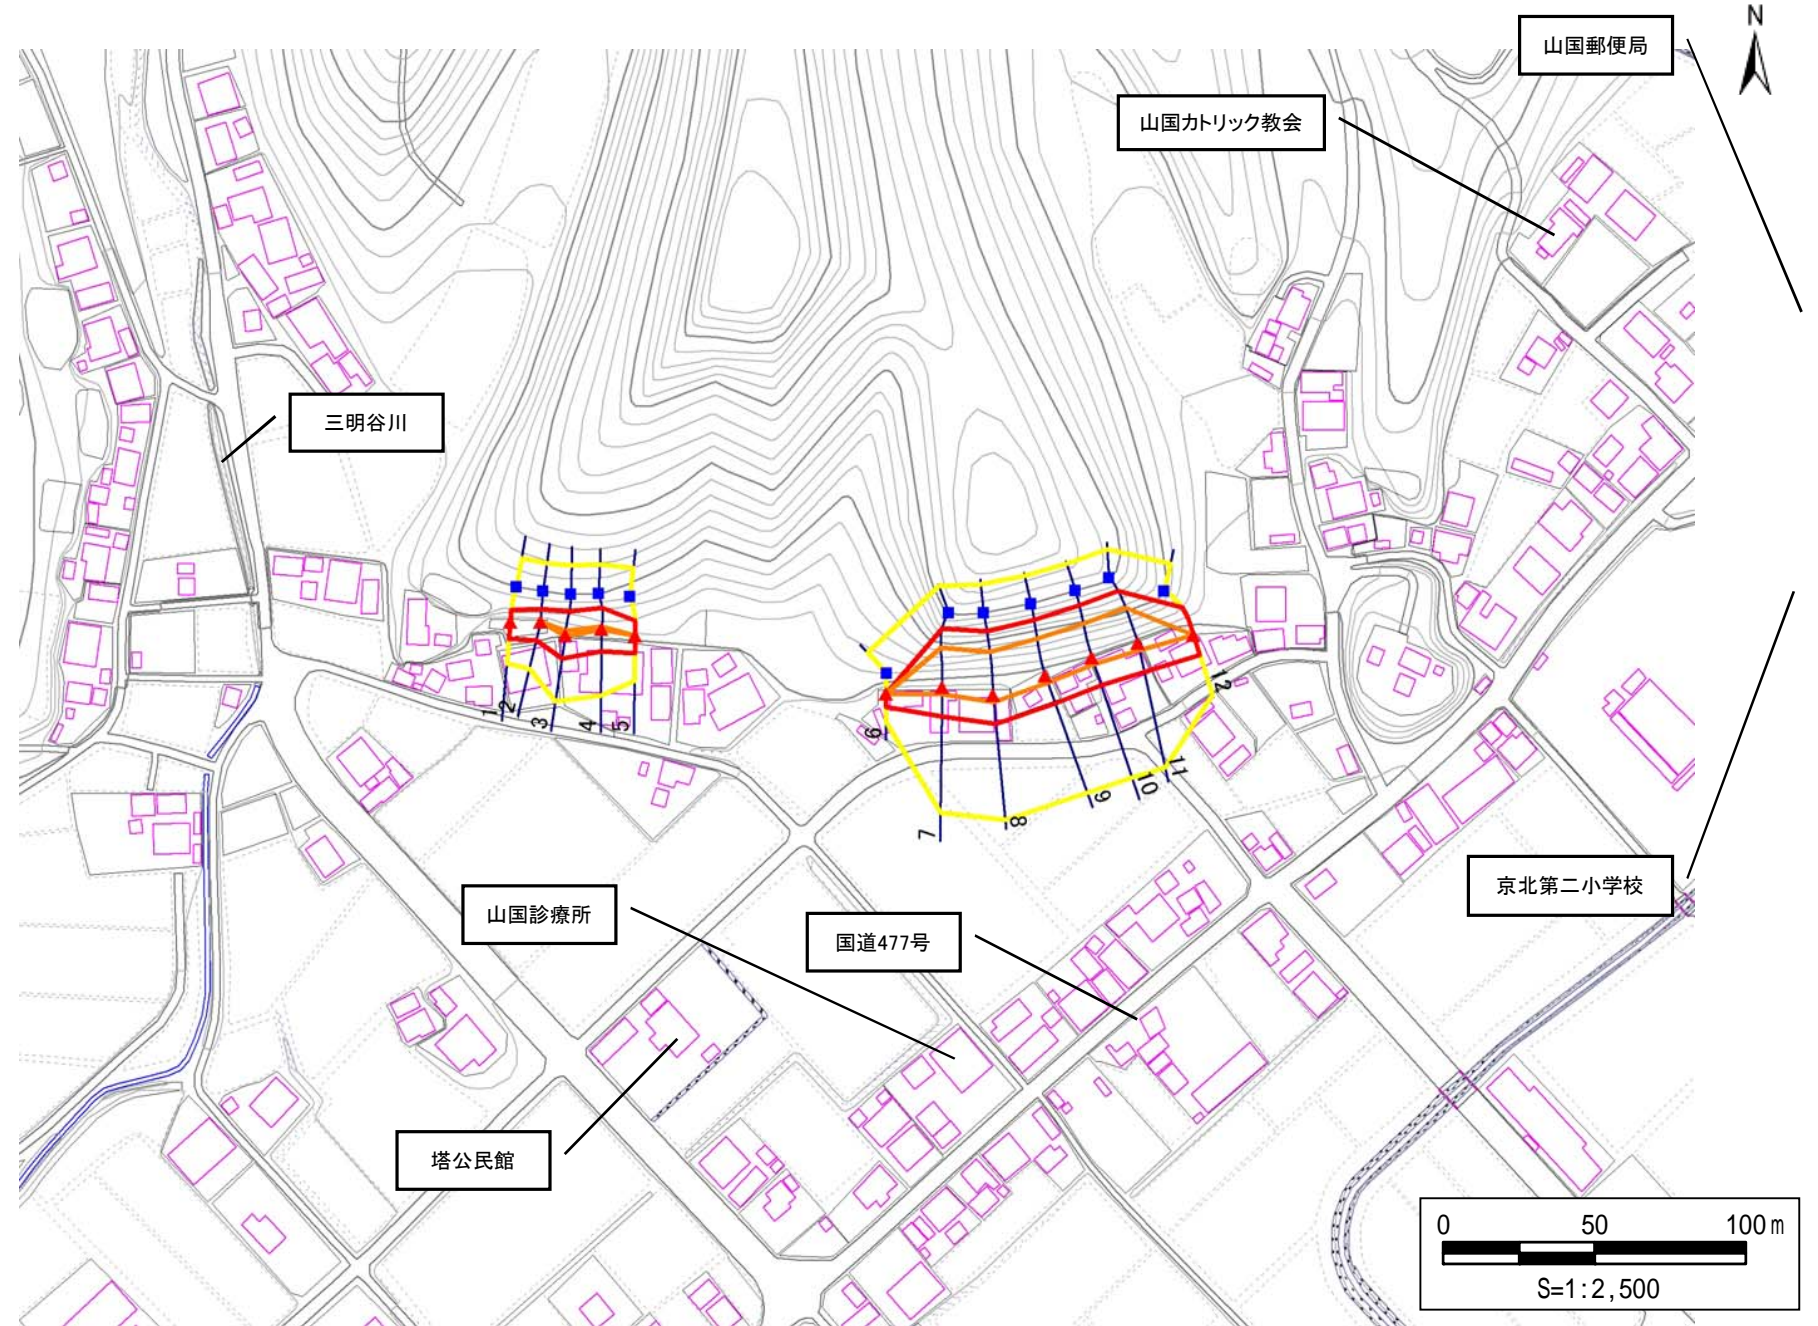 N
山国郵便局
山国カトリック教会
三明谷川
1
2
3
4
5
6
7
8
9
10
11
12
京北第二小学校
山国診療所
国道477号
塔公民館
0 50 100m
S=1:2,500